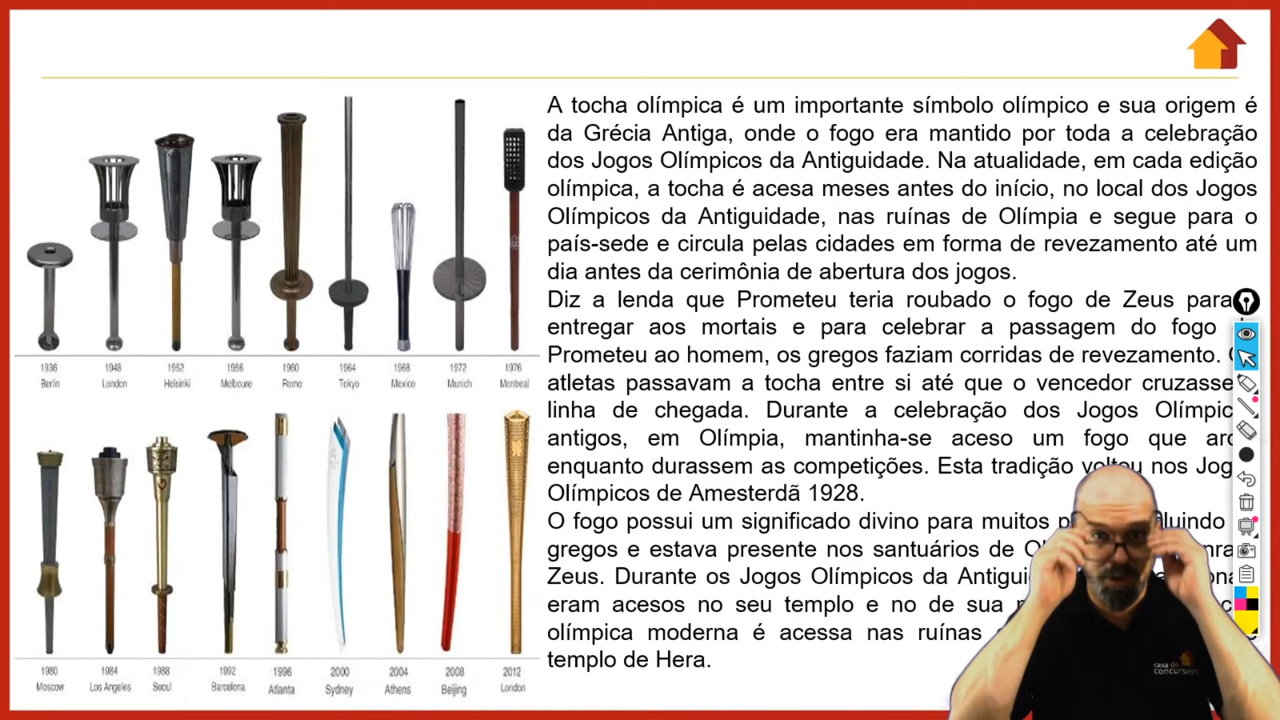 A tocha olímpica é um importante símbolo olímpico e sua origem é
da Grécia Antiga, onde o fogo era mantido por toda a celebração
dos Jogos Olímpicos da Antiguidade. Na atualidade, em cada edição
olímpica, a tocha é acesa meses antes do início, no local dos Jogos
Olímpicos da Antiguidade, nas ruínas de Olímpia e segue para o
país-sede e circula pelas cidades em forma de revezamento até um
dia antes da cerimônia de abertura dos jogos.
Diz a lenda que Prometeu teria roubado o fogo de Zeus para
entregar aos mortais e para celebrar a passagem do fogo
Prometeu ao homem, os gregos faziam corridas de revezamento.
atletas passavam a tocha entre si até que o vencedor cruzasse
linha de chegada. Durante a celebração dos Jogos
antigos, em Olímpia, mantinha-se aceso um fogo que
enquanto durassem as competições. Esta tradição voltou nos
Olímpicos de Amesterdã 1928.
O fogo possui um significado divino para muitos
gregos e estava presente nos santuários de
Zeus. Durante os Jogos Olímpicos da
eram acesos no seu templo e no de sua
olímpica moderna é acessa nas ruínas
templo de Hera.
1936 1948 1952 1956 1960 1964 1968 1972 1976
Berlin London Helsinki Melboure Rome Tokyo Mexico Munich Montreal
1980 1984 1988 1992 1996 2000 2004 2008 2012
Moscow Los Angeles Seoul Barcelona Atlanta Sydney Athens Beijing London
casa do
concurseiro